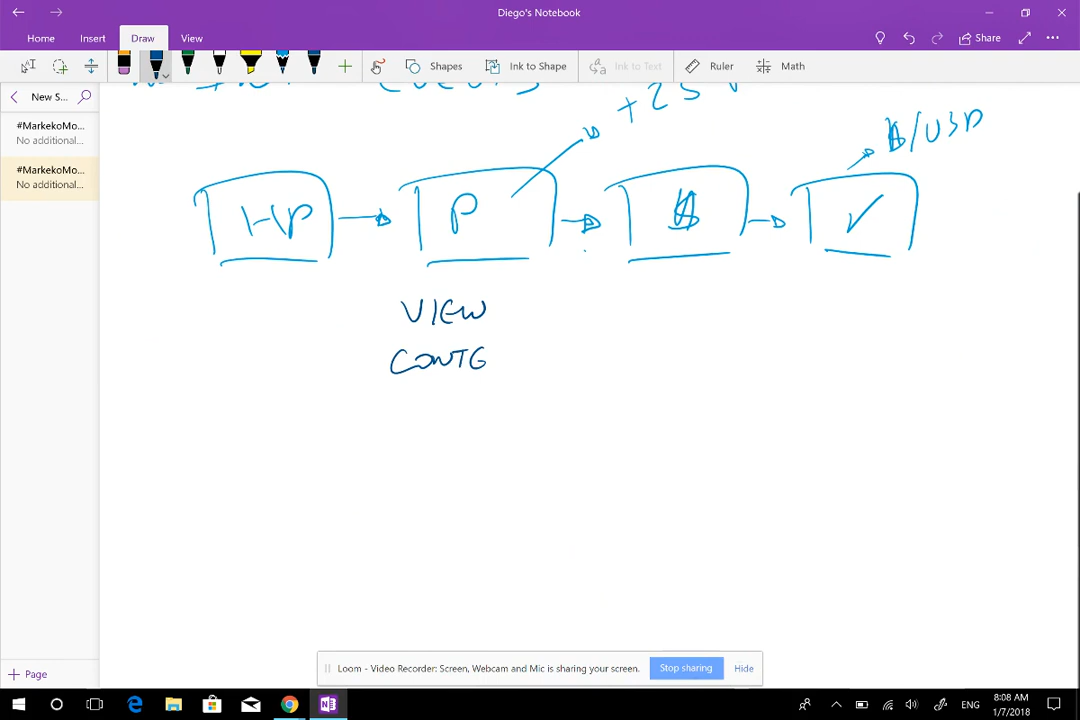 Diego's Notebook
Home Insert Draw View
Share
Shapes Ink to Shape Ink to Text Ruler Math
New S...
#MarkekoMo...
No additional...
#MarkekoMo...
No additional...
+25
$/USD
HP P $ ✓
VIEW
CONTE
Loom - Video Recorder: Screen, Webcam and Mic is sharing your screen. Stop sharing Hide
+ Page
ENG 8:08 AM
1/7/2018